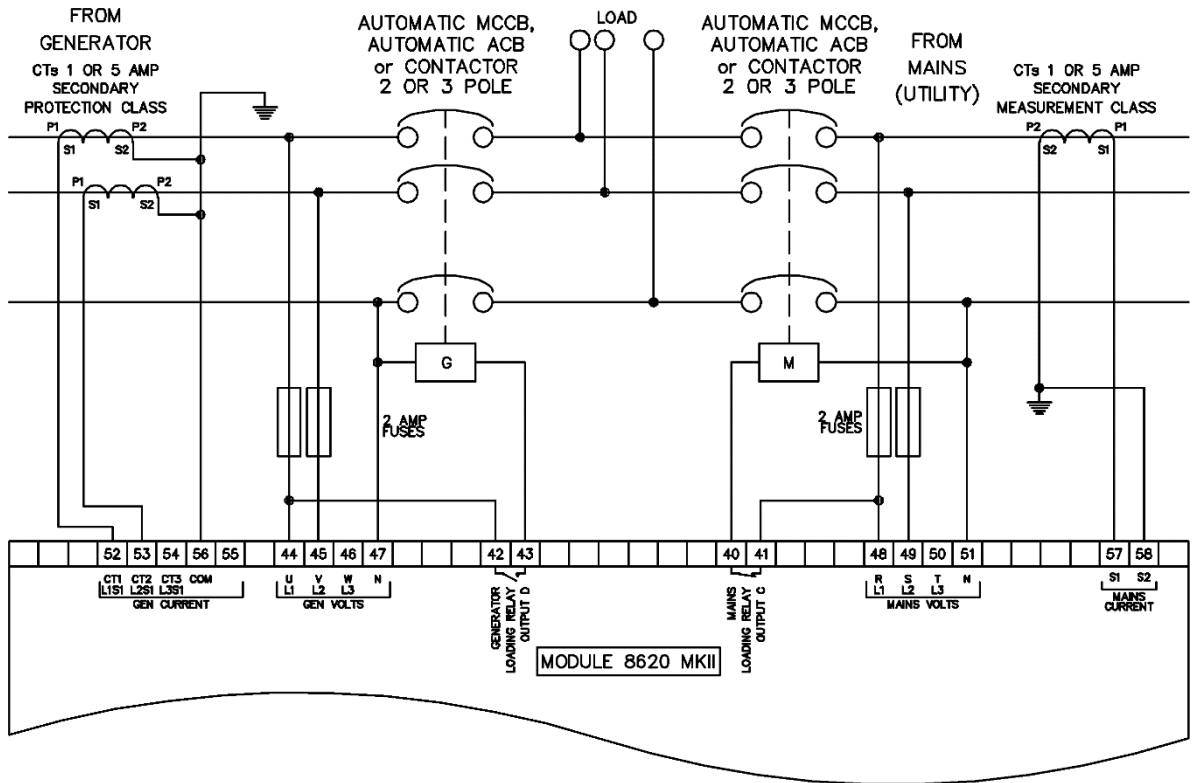 FROM
GENERATOR
CTs 1 OR 5 AMP
SECONDARY
PROTECTION CLASS
AUTOMATIC MCCB,
AUTOMATIC ACB
or CONTACTOR
2 OR 3 POLE
LOAD
AUTOMATIC MCCB,
AUTOMATIC ACB
or CONTACTOR
2 OR 3 POLE
FROM
MAINS
(UTILITY)
CTs 1 OR 5 AMP
SECONDARY
MEASUREMENT CLASS
P1 P2
S1 S2
P2 P1
S2 S1
P1 P2
S1 S2
G
M
2 AMP
FUSES
2 AMP
FUSES
52 53 54 56 55 44 45 46 47 42 43 40 41 48 49 50 51 57 58
CT1 CT2 CT3 COM
L1S1 L2S1 L3S1
GEN CURRENT
U V W N
L1 L2 L3
GEN VOLTS
GENERATOR
LOADING RELAY
OUTPUT D
MAINS
LOADING RELAY
OUTPUT C
R S T N
L1 L2 L3
MAINS VOLTS
S1 S2
MAINS
CURRENT
MODULE 8620 MKII